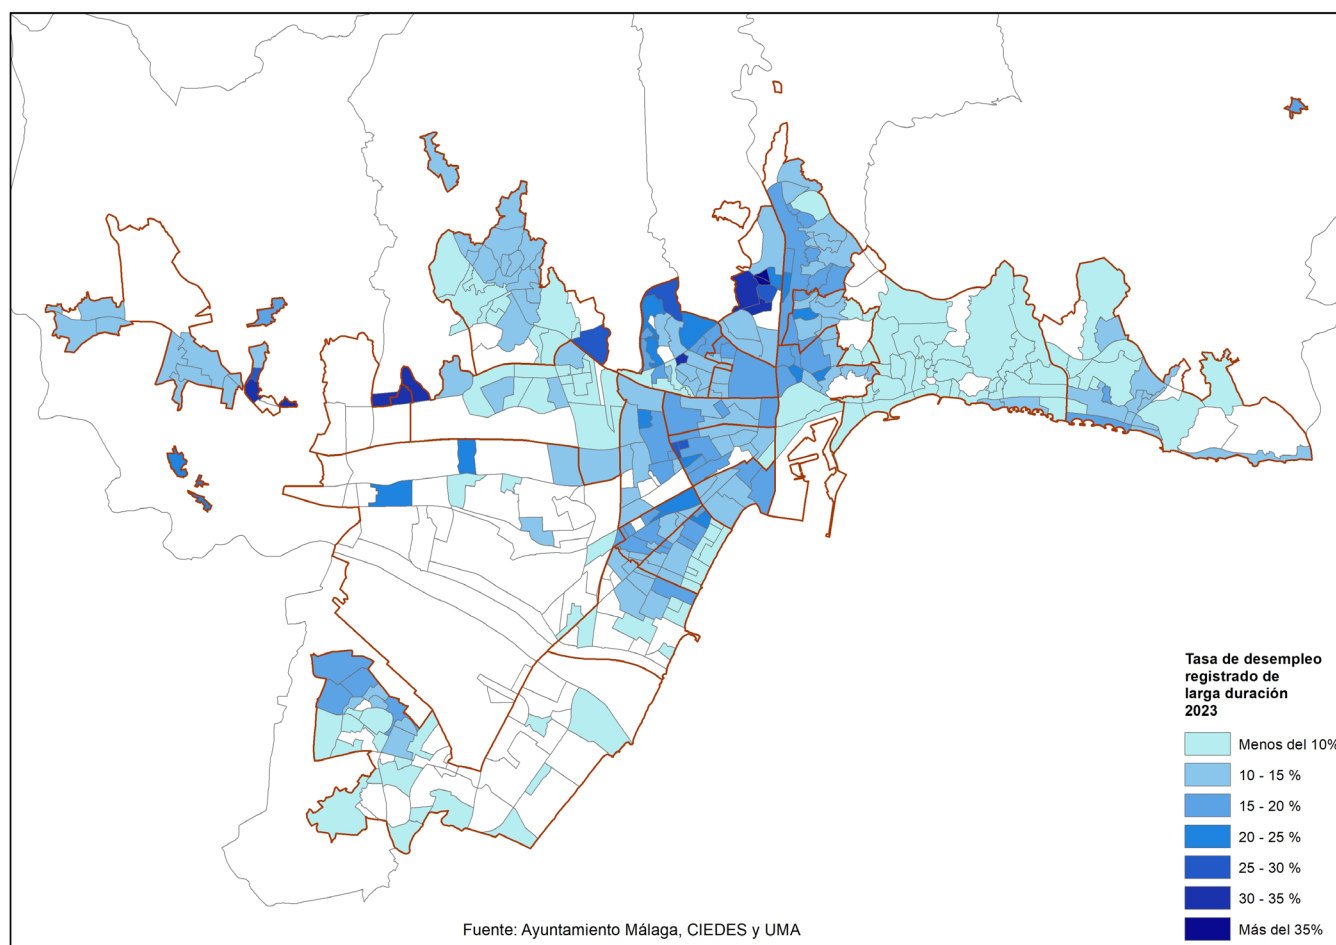 Tasa de desempleo
registrado de
larga duración
2023
Menos del 10%
10 - 15 %
15 - 20 %
20 - 25 %
25 - 30 %
30 - 35 %
Más del 35%
Fuente: Ayuntamiento Málaga, CIEDES y UMA